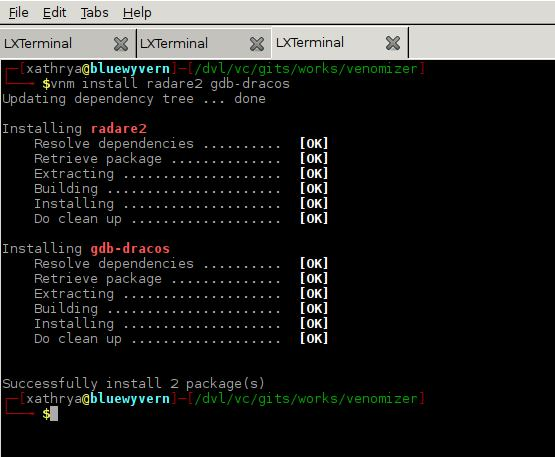 File Edit Tabs Help
LXTerminal LXTerminal LXTerminal
┌─[xathrya@bluewyvern]─[/dvl/vc/gits/works/venomizer]
└──╼ $vnm install radare2 gdb-dracos
Updating dependency tree ... done
Installing radare2
Resolve dependencies .......... [OK]
Retrieve package .............. [OK]
Extracting .................... [OK]
Building ...................... [OK]
Installing .................... [OK]
Do clean up ................... [OK]
Installing gdb-dracos
Resolve dependencies .......... [OK]
Retrieve package .............. [OK]
Extracting .................... [OK]
Building ...................... [OK]
Installing .................... [OK]
Do clean up ................... [OK]
Successfully install 2 package(s)
┌─[xathrya@bluewyvern]─[/dvl/vc/gits/works/venomizer]
└──╼ $